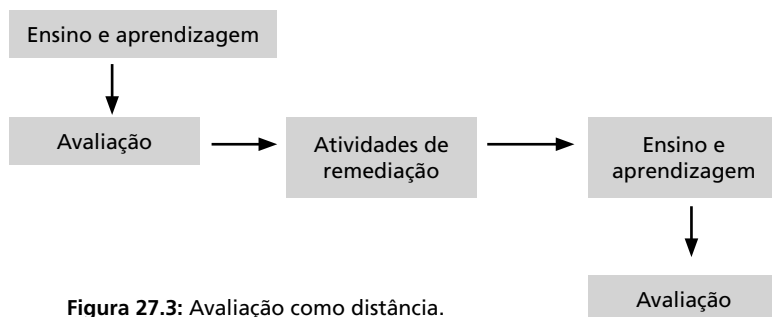 Ensino e aprendizagem
Avaliação
Atividades de
remediação
Ensino e
aprendizagem
Avaliação
Figura 27.3: Avaliação como distância.